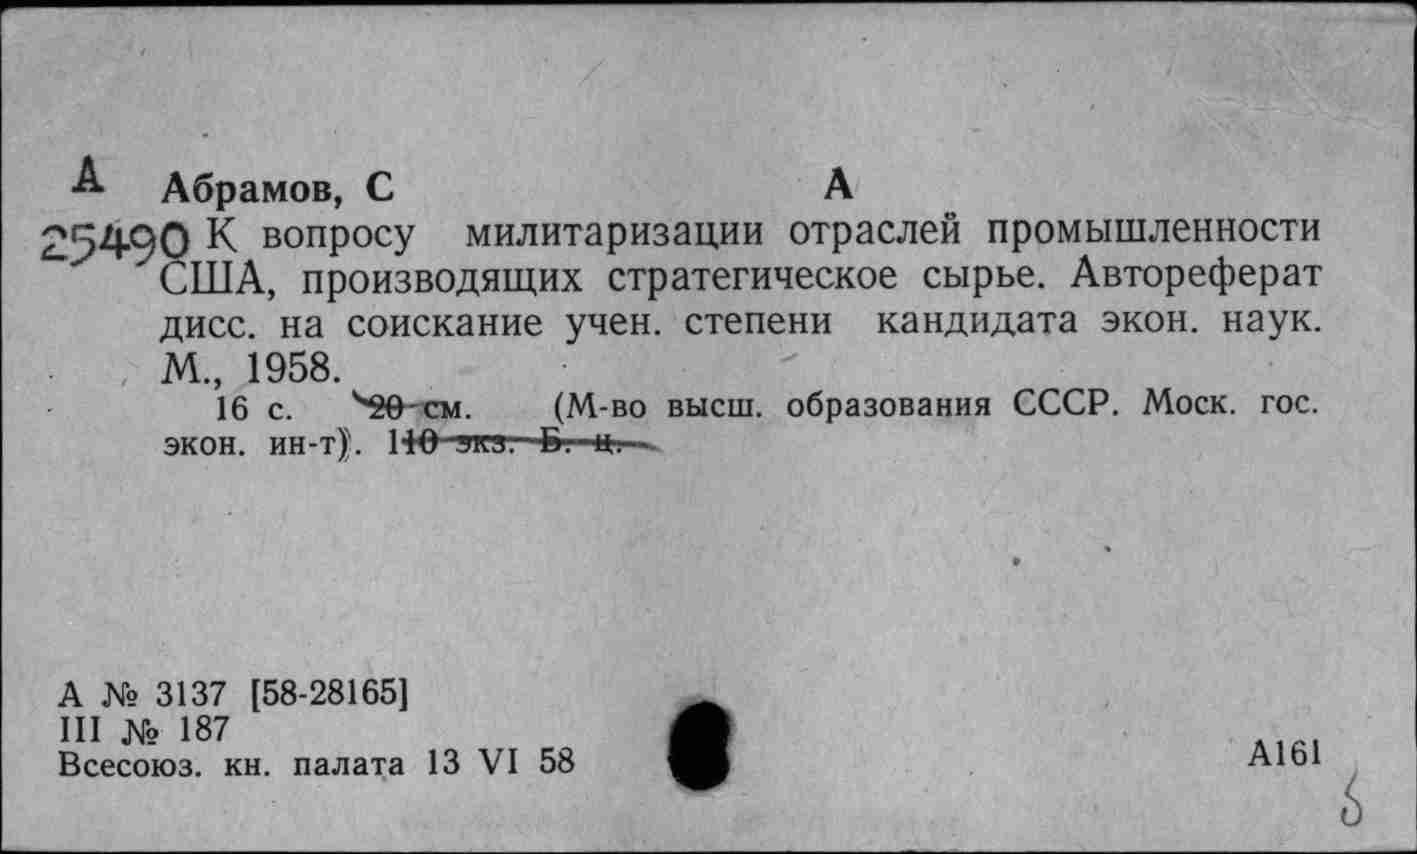 А Абрамов, С А
25490 К вопросу милитаризации отраслей промышленности
США, производящих стратегическое сырье. Автореферат
дисс. на соискание учен. степени кандидата экон. наук.
М., 1958.
16 с. 20 см. (М-во высш. образования СССР. Моск. гос.
экон. ин-т). 110 экз. Б. ц.
А № 3137 [58-28165]
III № 187
Всесоюз. кн. палата 13 VI 58
А161